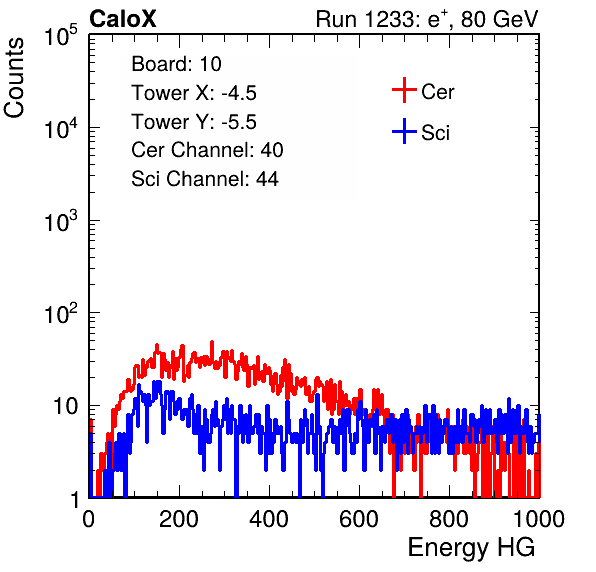 CaloX Run 1233: e⁺, 80 GeV
Counts
10⁵
10⁴
10³
10²
10
1
Board: 10
Tower X: -4.5
Tower Y: -5.5
Cer Channel: 40
Sci Channel: 44
Cer
Sci
0 200 400 600 800 1000
Energy HG